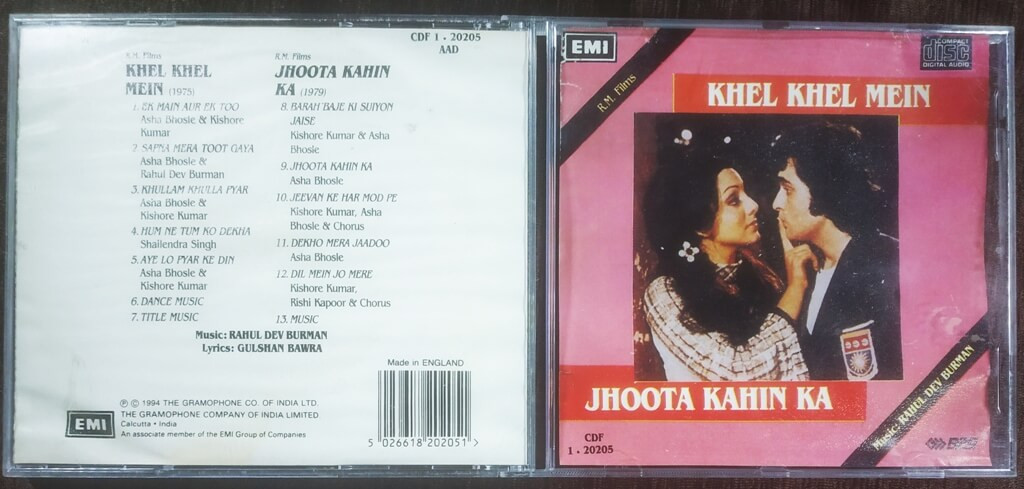 CDF 1 · 20205
AAD
R.M. Films
KHEL KHEL
MEIN (1975)
1. EK MAIN AUR EK TOO
Asha Bhosle & Kishore
Kumar
2. SAPNA MERA TOOT GAYA
Asha Bhosle &
Rahul Dev Burman
3. KHULLAM KHULLA PYAR
Asha Bhosle &
Kishore Kumar
4. HUM NE TUM KO DEKHA
Shailendra Singh
5. AYE LO PYAR KE DIN
Asha Bhosle &
Kishore Kumar
6. DANCE MUSIC
7. TITLE MUSIC
R.M. Films
JHOOTA KAHIN
KA (1979)
8. BARAH BAJE KI SUIYON
JAISE
Kishore Kumar & Asha
Bhosle
9. JHOOTA KAHIN KA
Asha Bhosle
10. JEEVAN KE HAR MOD PE
Kishore Kumar, Asha
Bhosle & Chorus
11. DEKHO MERA JAADOO
Asha Bhosle
12. DIL MEIN JO MERE
Kishore Kumar,
Rishi Kapoor & Chorus
13. MUSIC
Music: RAHUL DEV BURMAN
Lyrics: GULSHAN BAWRA
Made in ENGLAND
5 026618 202051 >
EMI
℗ © 1994 THE GRAMOPHONE CO. OF INDIA LTD.
THE GRAMOPHONE COMPANY OF INDIA LIMITED
Calcutta • India
An associate member of the EMI Group of Companies
EMI
R.M. Films
COMPACT
disc
DIGITAL AUDIO
KHEL KHEL MEIN
JHOOTA KAHIN KA
Music: RAHUL DEV BURMAN
CDF
1 · 20205